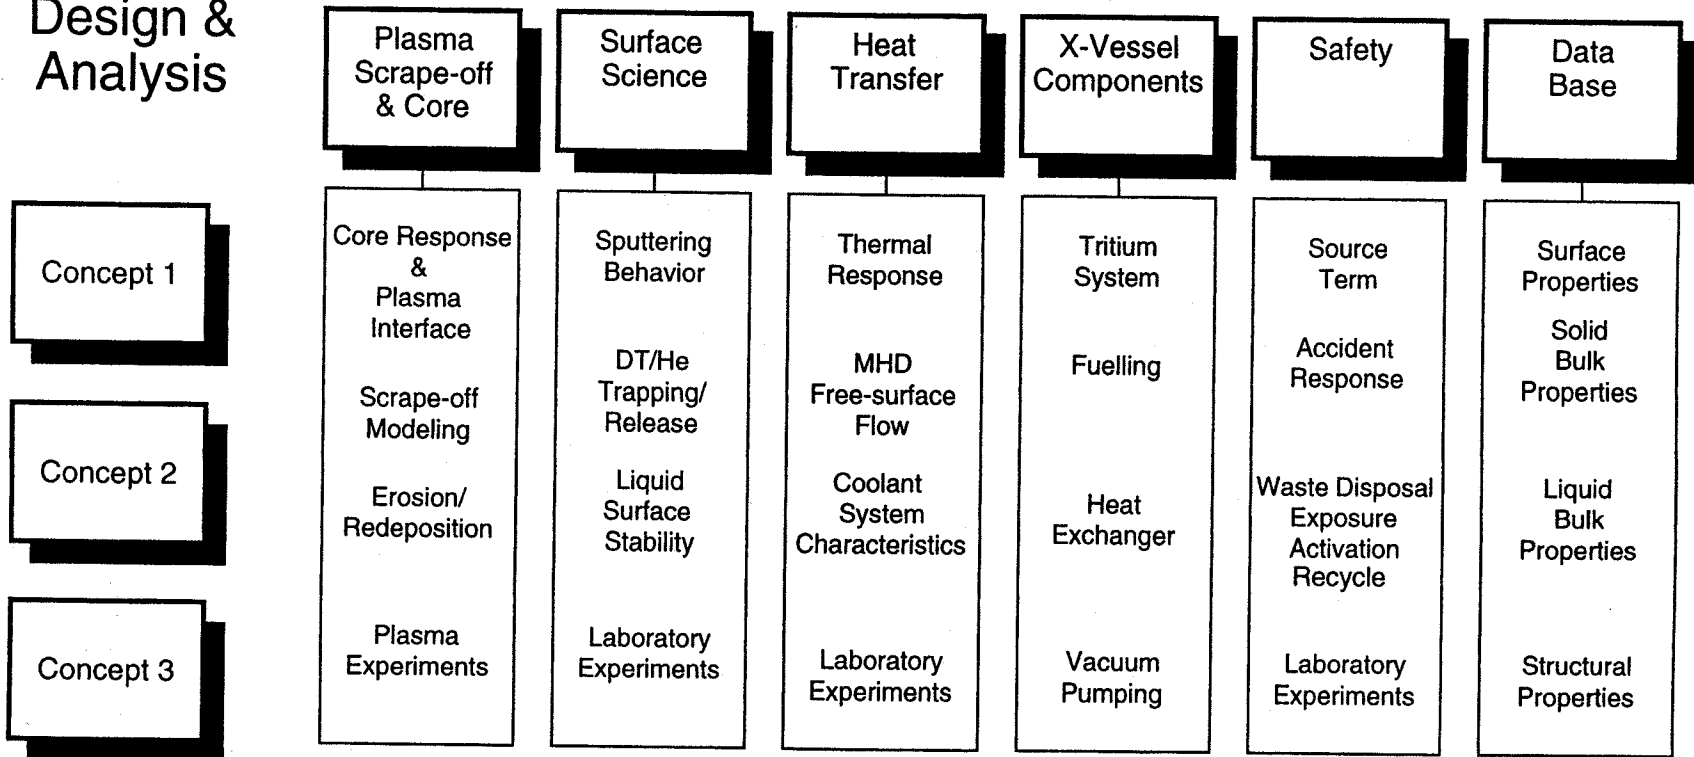 Design &
Analysis
Concept 1
Concept 2
Concept 3
Plasma
Scrape-off
& Core
Core Response
&
Plasma
Interface
Scrape-off
Modeling
Erosion/
Redeposition
Plasma
Experiments
Surface
Science
Sputtering
Behavior
DT/He
Trapping/
Release
Liquid
Surface
Stability
Laboratory
Experiments
Heat
Transfer
Thermal
Response
MHD
Free-surface
Flow
Coolant
System
Characteristics
Laboratory
Experiments
X-Vessel
Components
Tritium
System
Fuelling
Heat
Exchanger
Vacuum
Pumping
Safety
Source
Term
Accident
Response
Waste Disposal
Exposure
Activation
Recycle
Laboratory
Experiments
Data
Base
Surface
Properties
Solid
Bulk
Properties
Liquid
Bulk
Properties
Structural
Properties